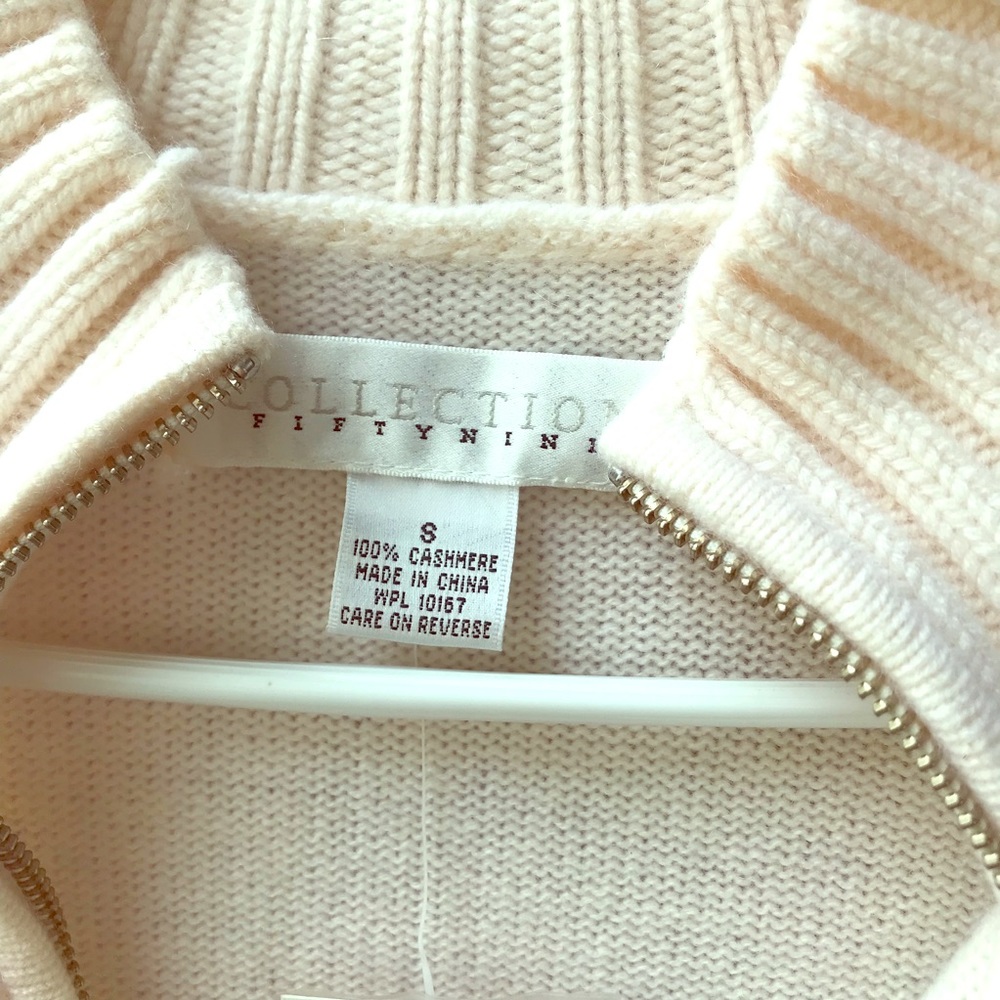 COLLECTION
FIFTYNINE
S
100% CASHMERE
MADE IN CHINA
WPL 10167
CARE ON REVERSE